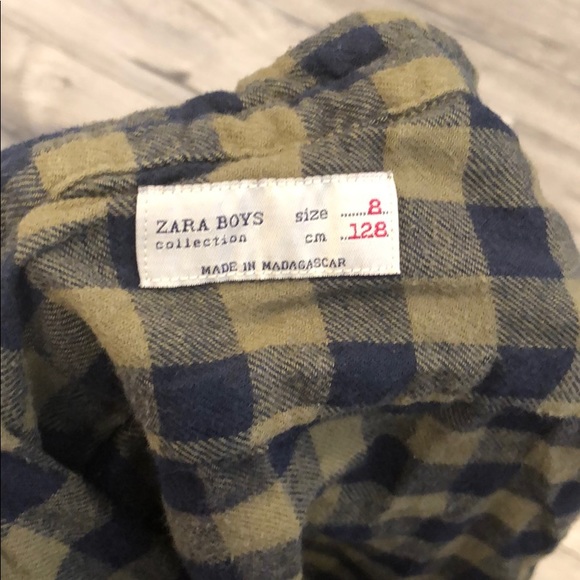 ZARA BOYS size ........8..
collection cm ..128
MADE IN MADAGASCAR